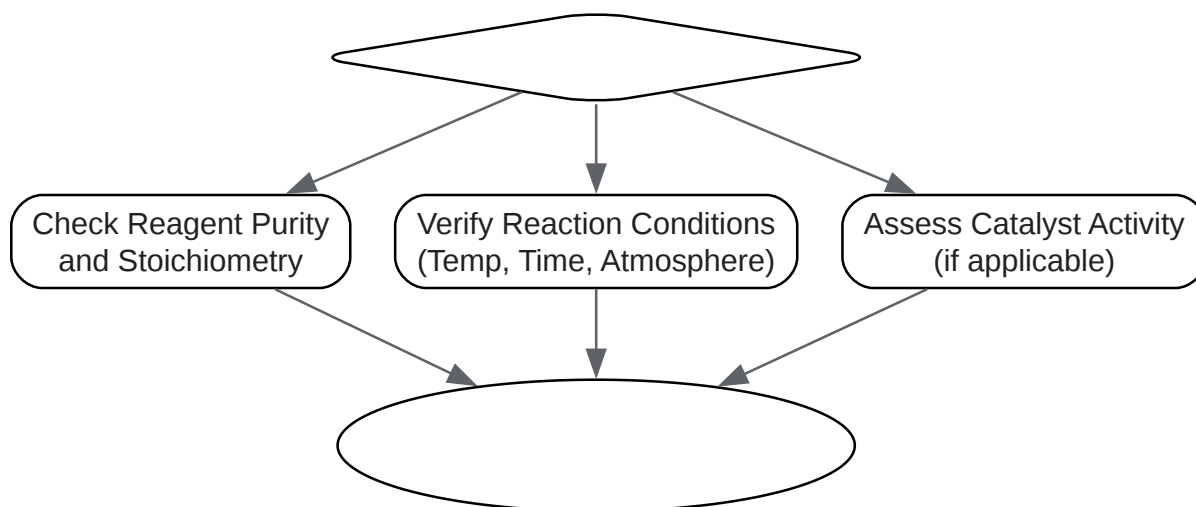 Check Reagent Purity
and Stoichiometry
Verify Reaction Conditions
(Temp, Time, Atmosphere)
Assess Catalyst Activity
(if applicable)